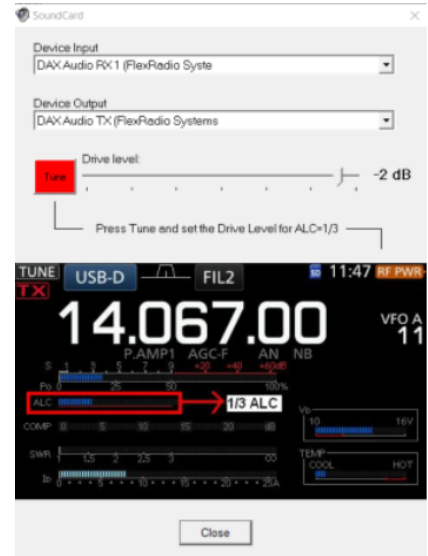 SoundCard
Device Input
DAX Audio RX1 (FlexRadio Syste
Device Output
DAX Audio TX (FlexRadio Systems
Drive level:
Tune -2 dB
Press Tune and set the Drive Level for ALC=1/3
TUNE USB-D FIL2 SD 11:47 RF PWR
TX
14.067.00 VFO A
11
P.AMP1 AGC-F AN NB
S 1 3 5 7 9 +20 +40 +60dB
Po 0 25 50 100%
ALC 1/3 ALC
COMP 0 5 10 15 20 dB
VD
10 16V
SWR 1 1.5 2 2.5 3 ∞
TEMP
COOL HOT
ID 0 5 10 15 20 25A
Close